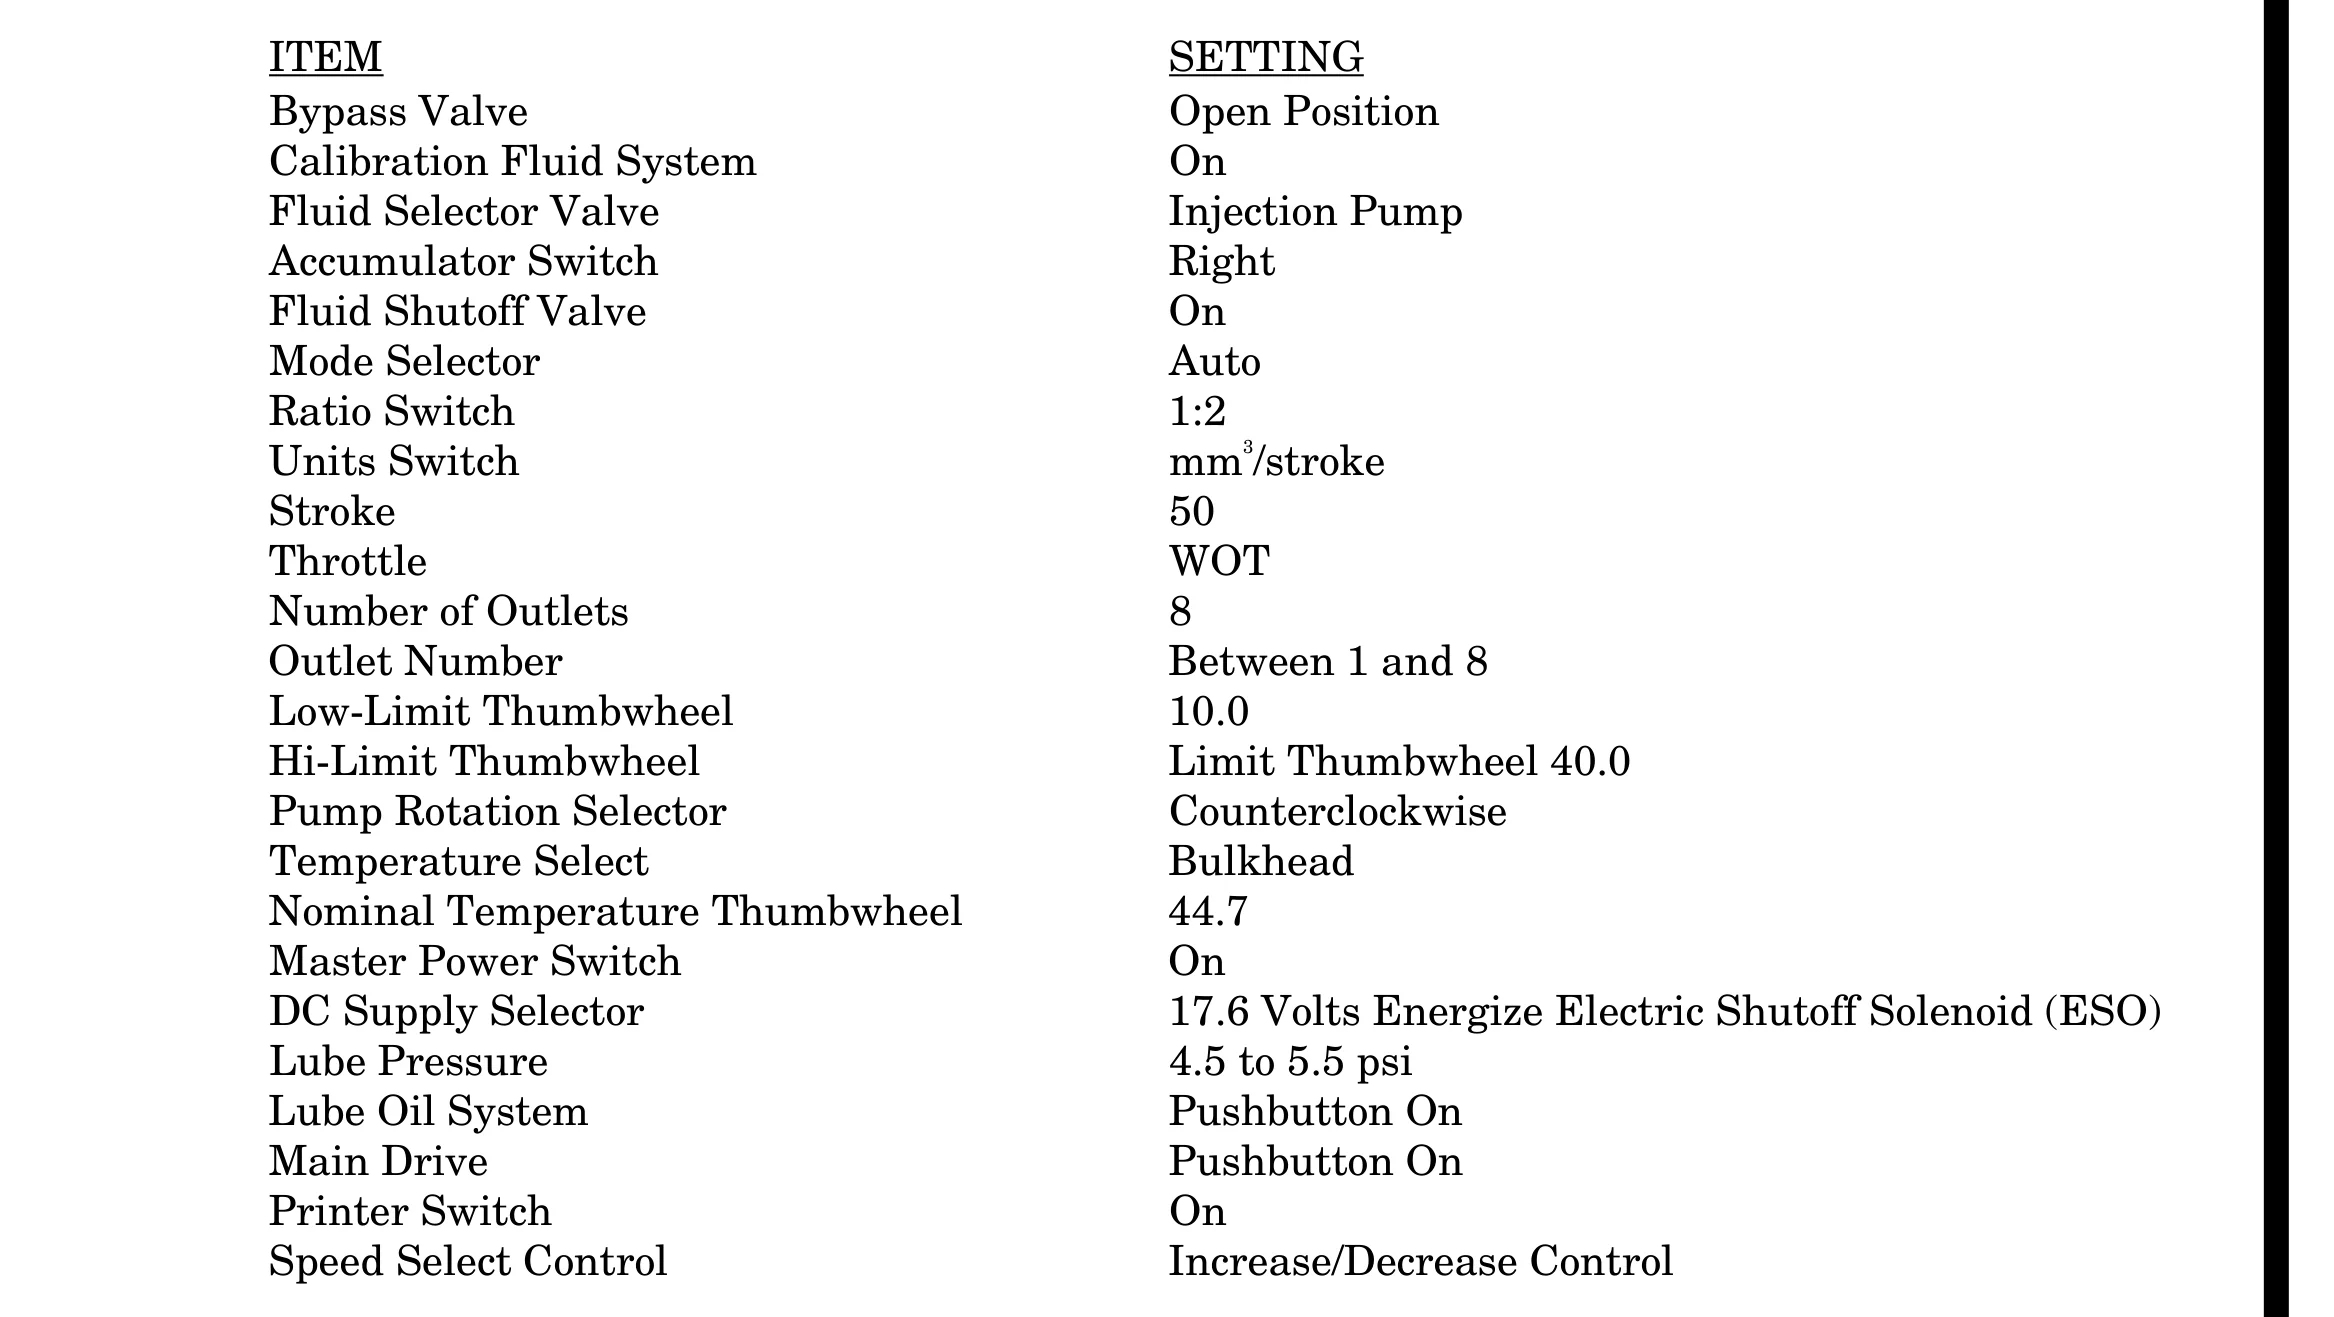 ITEM SETTING
Bypass Valve Open Position
Calibration Fluid System On
Fluid Selector Valve Injection Pump
Accumulator Switch Right
Fluid Shutoff Valve On
Mode Selector Auto
Ratio Switch 1:2
Units Switch mm³/stroke
Stroke 50
Throttle WOT
Number of Outlets 8
Outlet Number Between 1 and 8
Low-Limit Thumbwheel 10.0
Hi-Limit Thumbwheel Limit Thumbwheel 40.0
Pump Rotation Selector Counterclockwise
Temperature Select Bulkhead
Nominal Temperature Thumbwheel 44.7
Master Power Switch On
DC Supply Selector 17.6 Volts Energize Electric Shutoff Solenoid (ESO)
Lube Pressure 4.5 to 5.5 psi
Lube Oil System Pushbutton On
Main Drive Pushbutton On
Printer Switch On
Speed Select Control Increase/Decrease Control